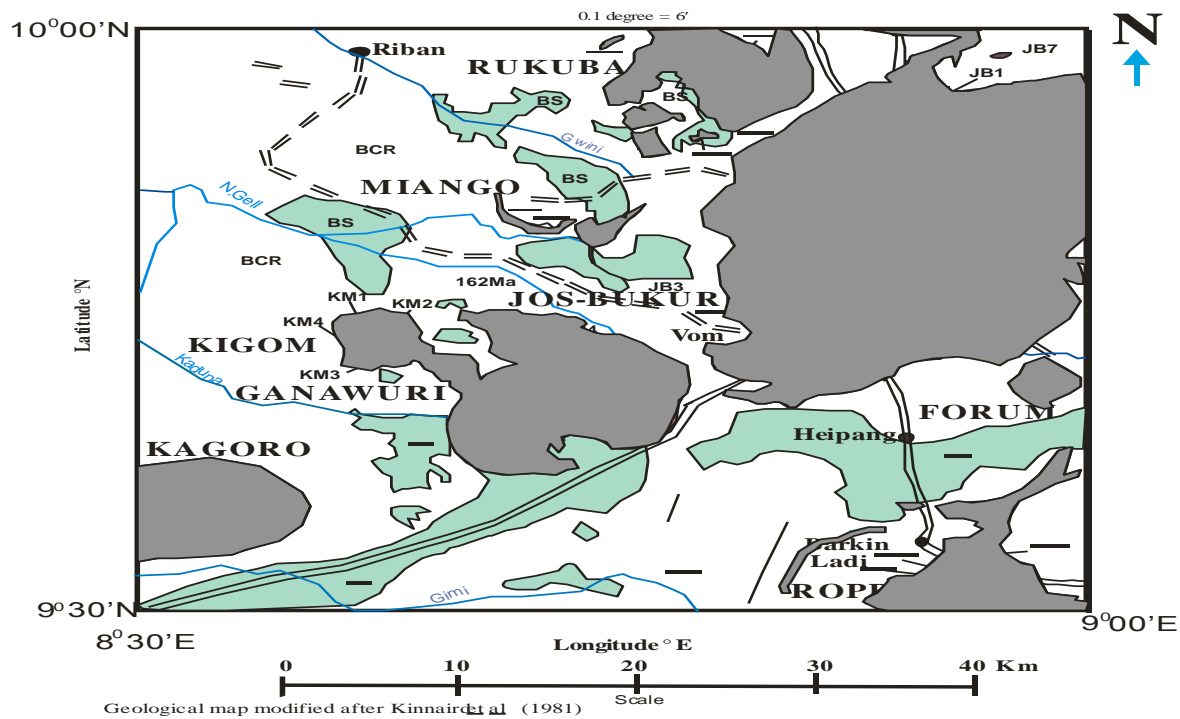 0.1 degree = 6′
10°00’N
N
Riban
RUKUBA
JB7
JB1
BS
BS
Gwini
BCR
BS
MIANGO
N.Gell
BS
BCR
162Ma
JB3
JOS-BUKUR
KM1
KM2
KM4
Vom
KIGOM
Kaduna
KM3
GANAWURI
FORUM
Heipang
KAGORO
Barkin
Ladi
ROP
Gimi
Latitude °N
9°30’N
8°30’E
9°00’E
Longitude ° E
0 10 20 30 40 Km
Scale
Geological map modified after Kinnaird et al (1981)